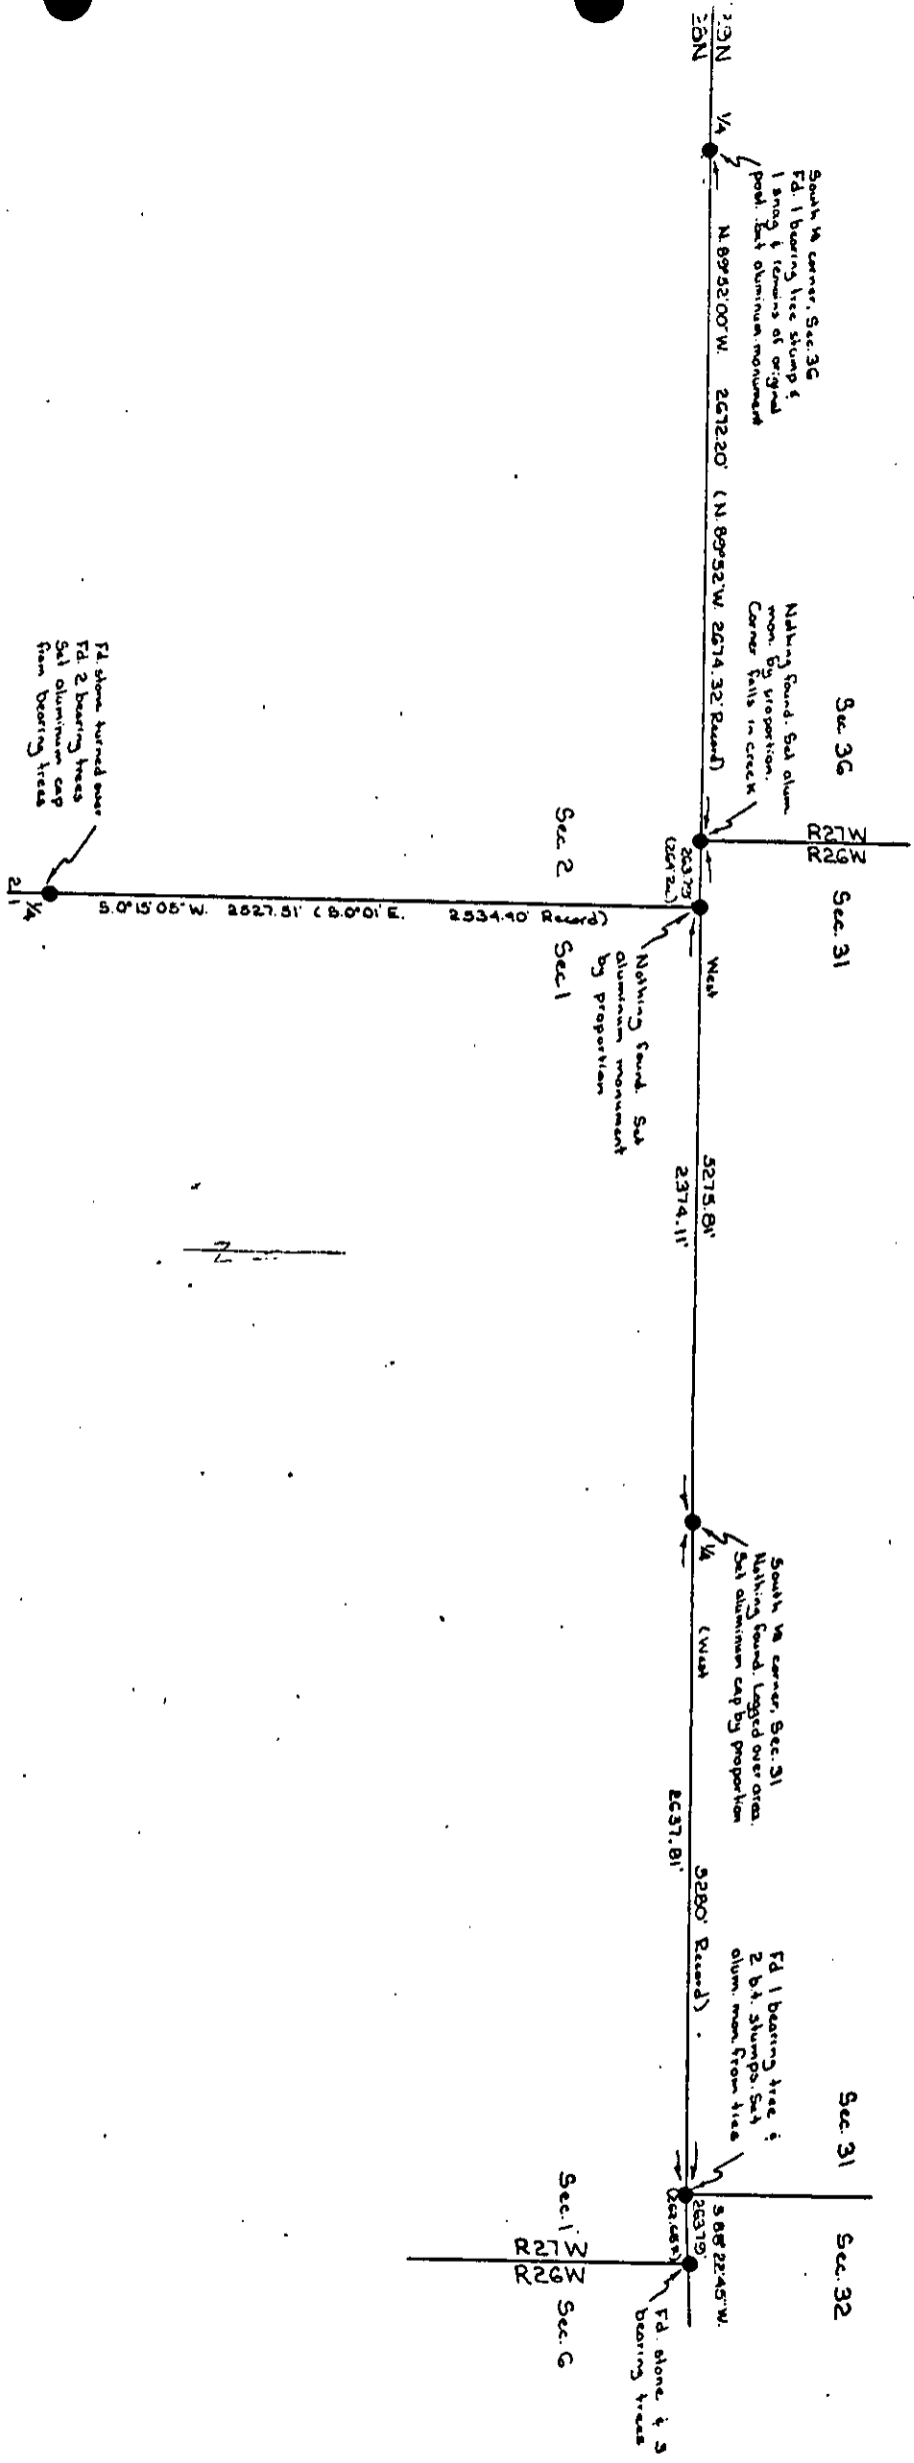 Sec. 36
R27W
R26W
Sec. 31
Sec. 31
Sec. 32
South 1/4 corner, Sec. 36
Fd. 1 bearing tree stump &
1 snag & remains of original
post. Set aluminum monument
Nothing found. Set alum
mon. by proportion.
Corner falls in creek
South 1/4 corner, Sec. 31
Nothing found. Logged over area.
Set aluminum cap by proportion
Fd 1 bearing tree &
2 b.t. stumps. Set
alum. mon. from tree
1/4
N. 89°52'00"W. 2672.20' (N. 89°52'W. 2674.32' Record)
263.79'
West
5275.81'
2374.11'
1/4
(West
5280' Record)
2637.81'
S 88°22'45"W.
263.79'
Fd. stone & 3
bearing trees
Nothing found. Set
aluminum monument
by proportion
Sec. 2
Sec. 1
S.0°15'05"W. 2527.51' (S.0°01'E. 2534.40' Record)
Sec. 1
R27W
R26W
Sec. 6
Fd. stone turned over
Fd. 2 bearing trees
Set aluminum cap
from bearing trees
1/4
2
1